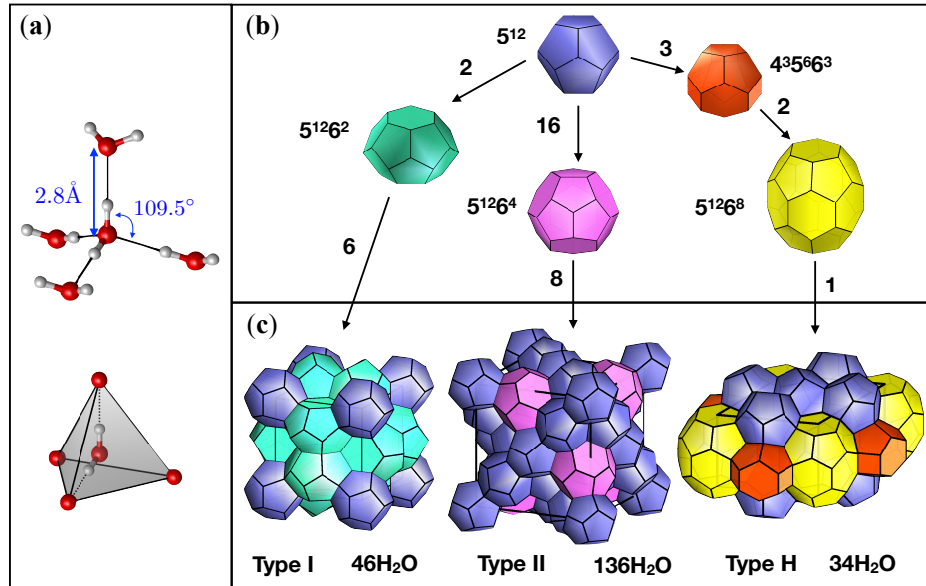 (a)
2.8Å
109.5°
(b)
5¹²
2
3
4³5⁶6³
5¹²6²
16
2
5¹²6⁴
5¹²6⁸
6
8
1
(c)
Type I 46H₂O
Type II 136H₂O
Type H 34H₂O